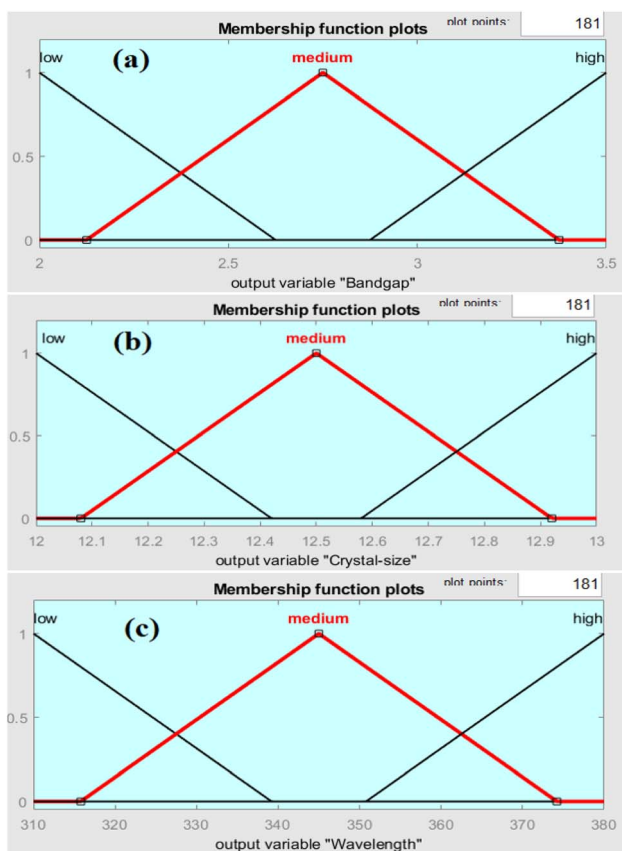 Membership function plots plot points: 181
low (a) medium high
1
0.5
0
2 2.5 3 3.5
output variable "Bandgap"
Membership function plots plot points: 181
low (b) medium high
1
0.5
0
12 12.1 12.2 12.3 12.4 12.5 12.6 12.7 12.8 12.9 13
output variable "Crystal-size"
Membership function plots plot points: 181
low (c) medium high
1
0.5
0
310 320 330 340 350 360 370 380
output variable "Wavelength"